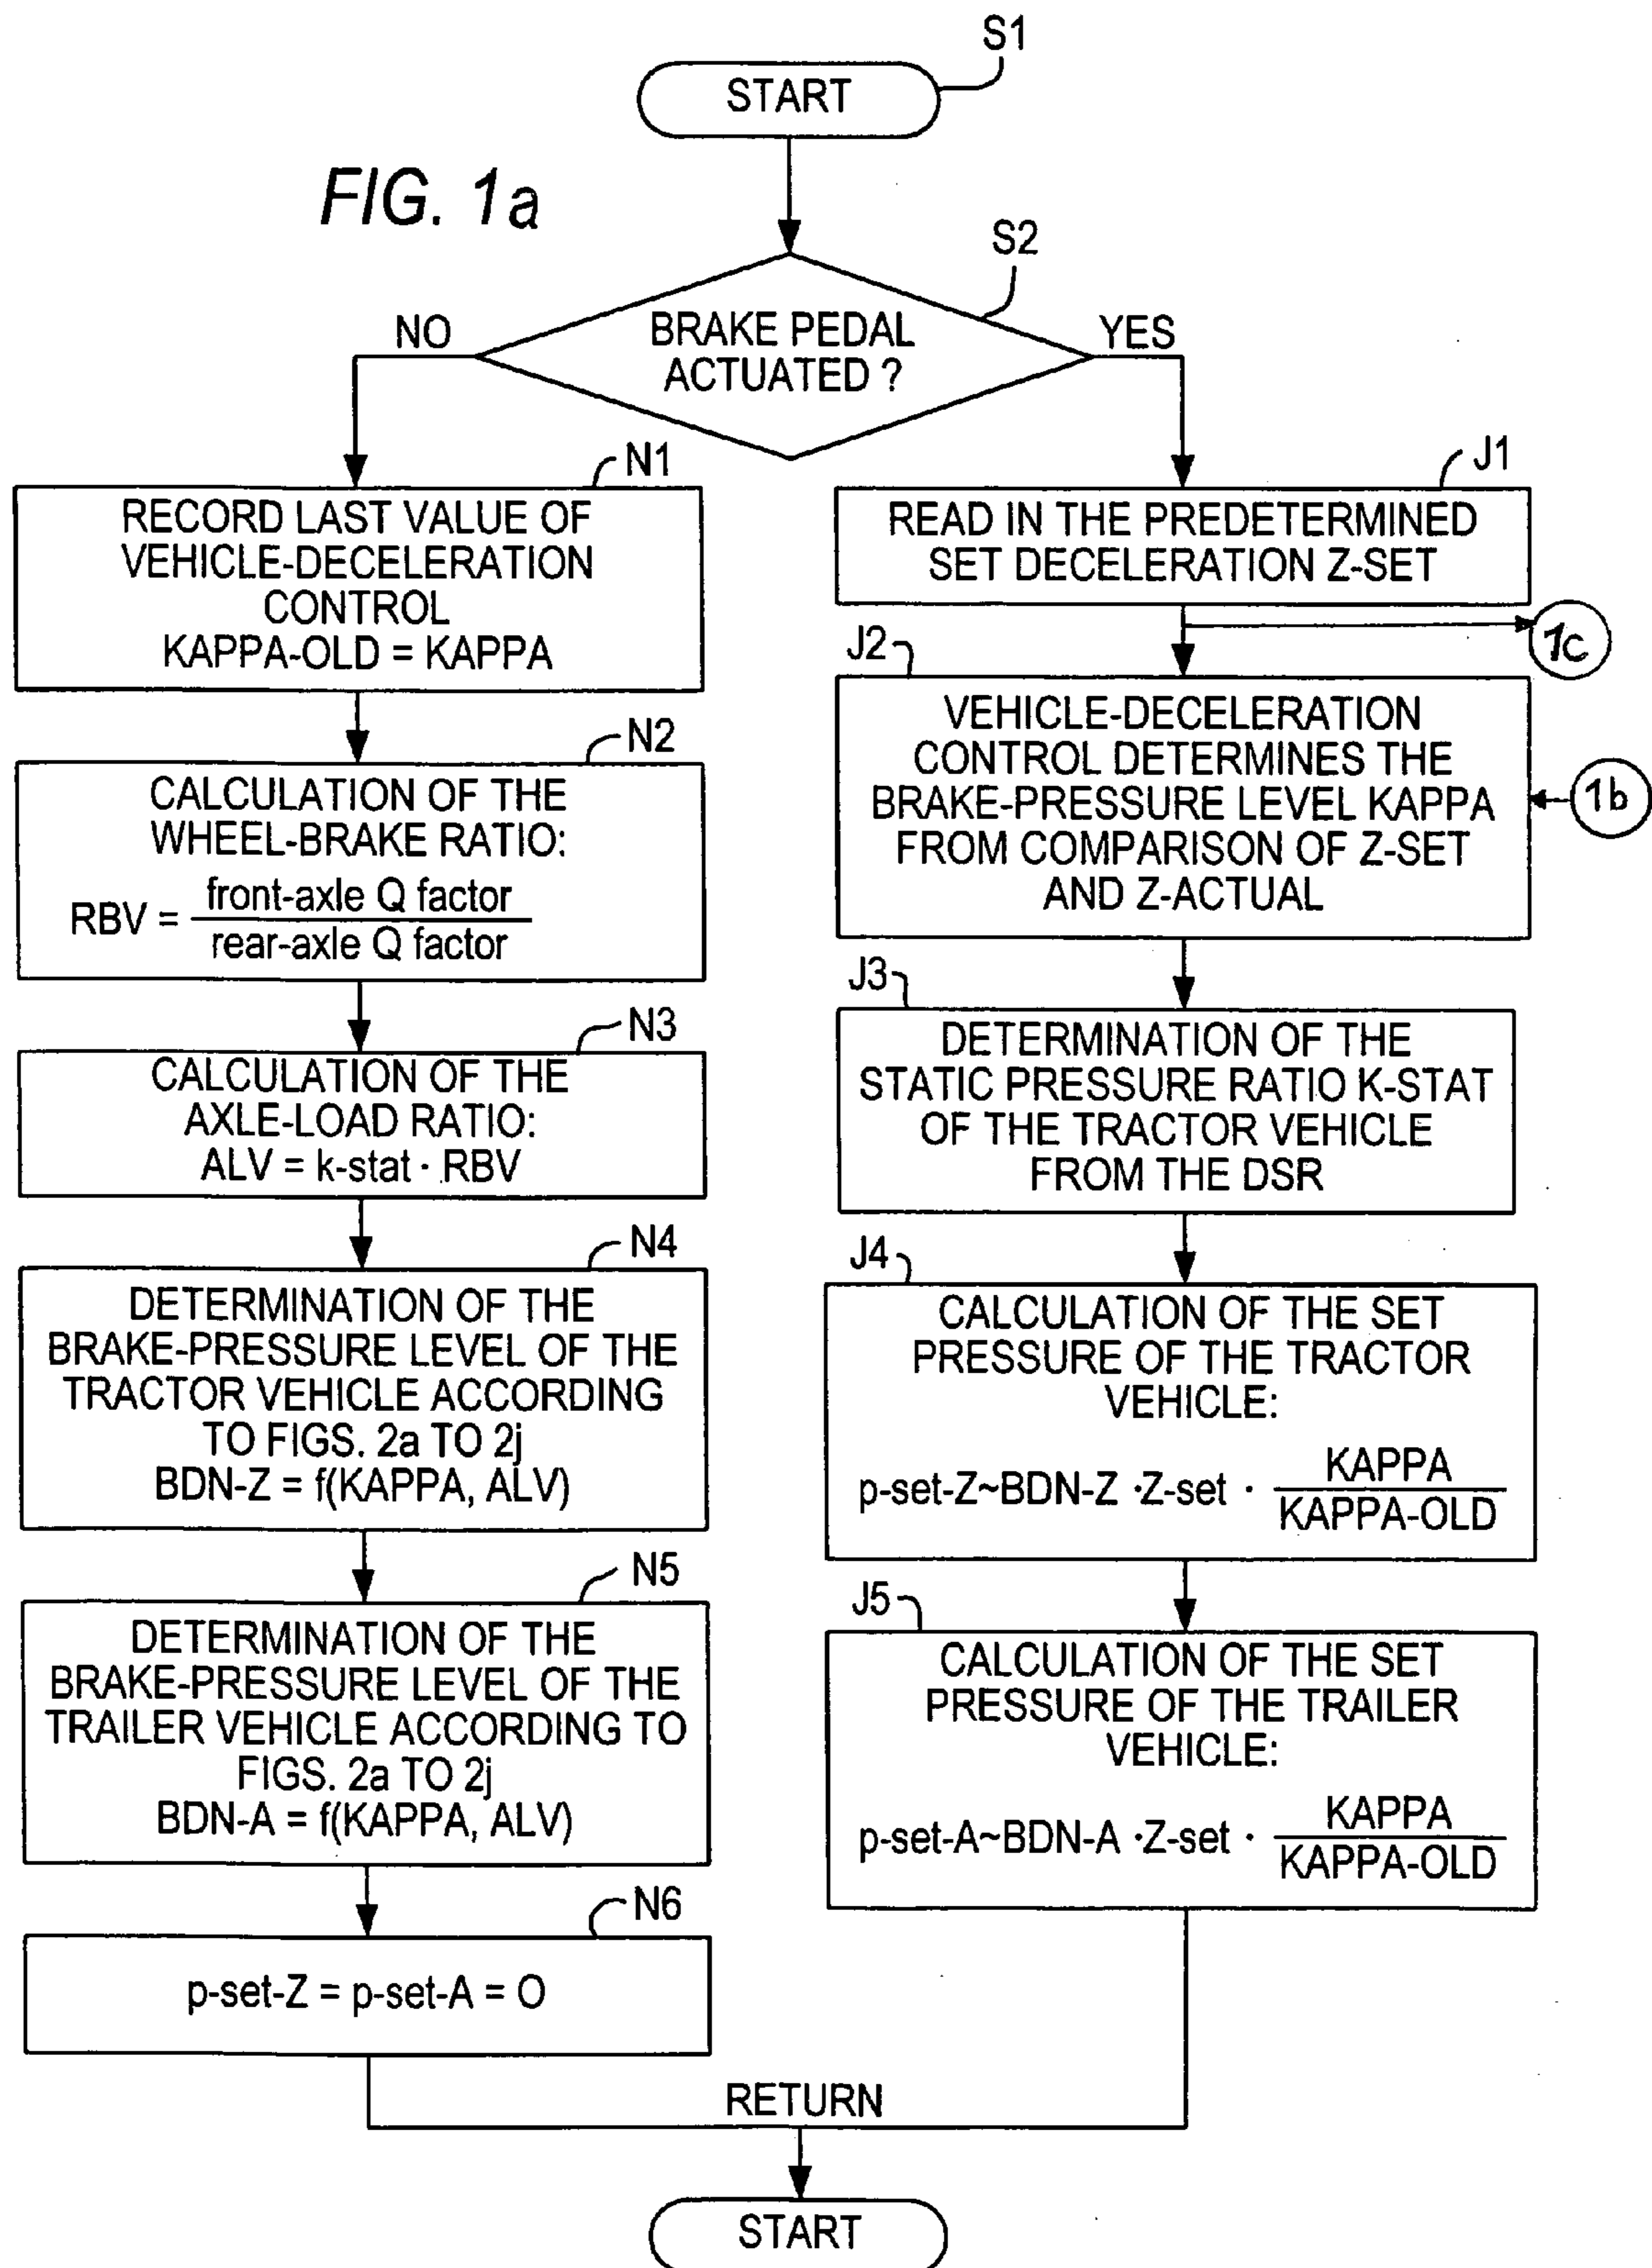 S1
START
FIG. 1a
S2
BRAKE PEDAL
ACTUATED ?
NO
YES
N1
RECORD LAST VALUE OF
VEHICLE-DECELERATION
CONTROL
KAPPA-OLD = KAPPA
N2
CALCULATION OF THE
WHEEL-BRAKE RATIO:
RBV = front-axle Q factor
rear-axle Q factor
N3
CALCULATION OF THE
AXLE-LOAD RATIO:
ALV = k-stat · RBV
N4
DETERMINATION OF THE
BRAKE-PRESSURE LEVEL OF THE
TRACTOR VEHICLE ACCORDING
TO FIGS. 2a TO 2j
BDN-Z = f(KAPPA, ALV)
N5
DETERMINATION OF THE
BRAKE-PRESSURE LEVEL OF THE
TRAILER VEHICLE ACCORDING TO
FIGS. 2a TO 2j
BDN-A = f(KAPPA, ALV)
N6
p-set-Z = p-set-A = O
J1
READ IN THE PREDETERMINED
SET DECELERATION Z-SET
1c
J2
VEHICLE-DECELERATION
CONTROL DETERMINES THE
BRAKE-PRESSURE LEVEL KAPPA
FROM COMPARISON OF Z-SET
AND Z-ACTUAL
1b
J3
DETERMINATION OF THE
STATIC PRESSURE RATIO K-STAT
OF THE TRACTOR VEHICLE
FROM THE DSR
J4
CALCULATION OF THE SET
PRESSURE OF THE TRACTOR
VEHICLE:
p-set-Z~BDN-Z ·Z-set · KAPPA
KAPPA-OLD
J5
CALCULATION OF THE SET
PRESSURE OF THE TRAILER
VEHICLE:
p-set-A~BDN-A ·Z-set · KAPPA
KAPPA-OLD
RETURN
START